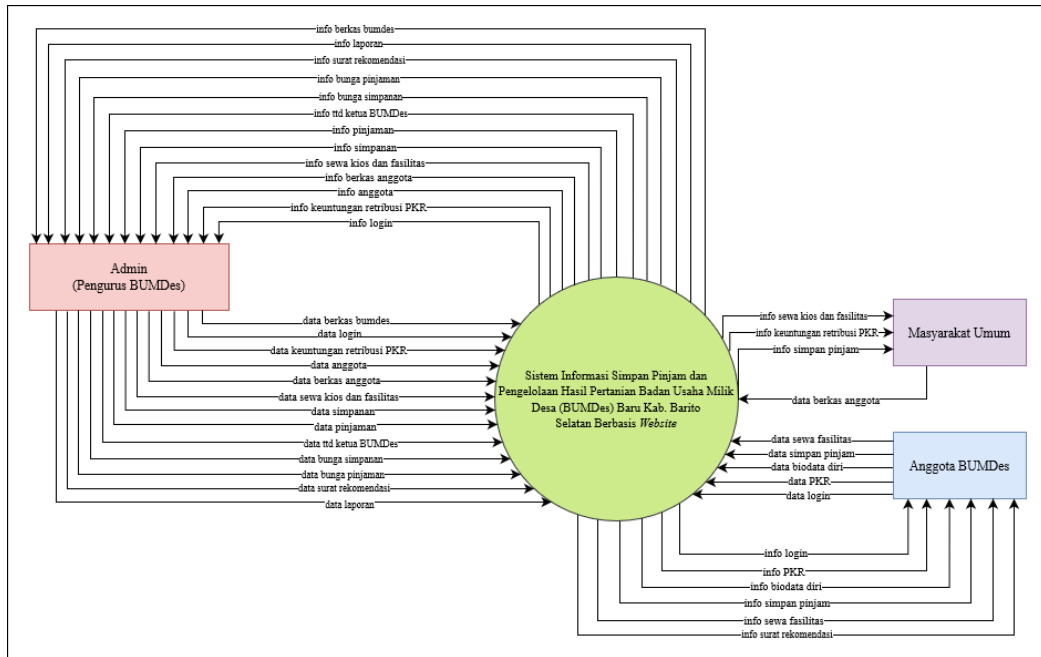 info berkas bumdes
info laporan
info surat rekomendasi
info bunga pinjaman
info bunga simpanan
info ttd ketua BUMDes
info pinjaman
info simpanan
info sewa kios dan fasilitas
info berkas anggota
info anggota
info keuntungan retribusi PKR
info login
Admin
(Pengurus BUMDes)
data berkas bumdes
data login
data keuntungan retribusi PKR
data anggota
data berkas anggota
data sewa kios dan fasilitas
data simpanan
data pinjaman
data ttd ketua BUMDes
data bunga simpanan
data bunga pinjaman
data surat rekomendasi
data laporan
Sistem Informasi Simpan Pinjam dan
Pengelolaan Hasil Pertanian Badan Usaha Milik
Desa (BUMDes) Baru Kab. Barito
Selatan Berbasis Website
info sewa kios dan fasilitas
info keuntungan retribusi PKR
info simpan pinjam
Masyarakat Umum
data berkas anggota
data sewa fasilitas
data simpan pinjam
data biodata diri
data PKR
data login
Anggota BUMDes
info login
info PKR
info biodata diri
info simpan pinjam
info sewa fasilitas
info surat rekomendasi